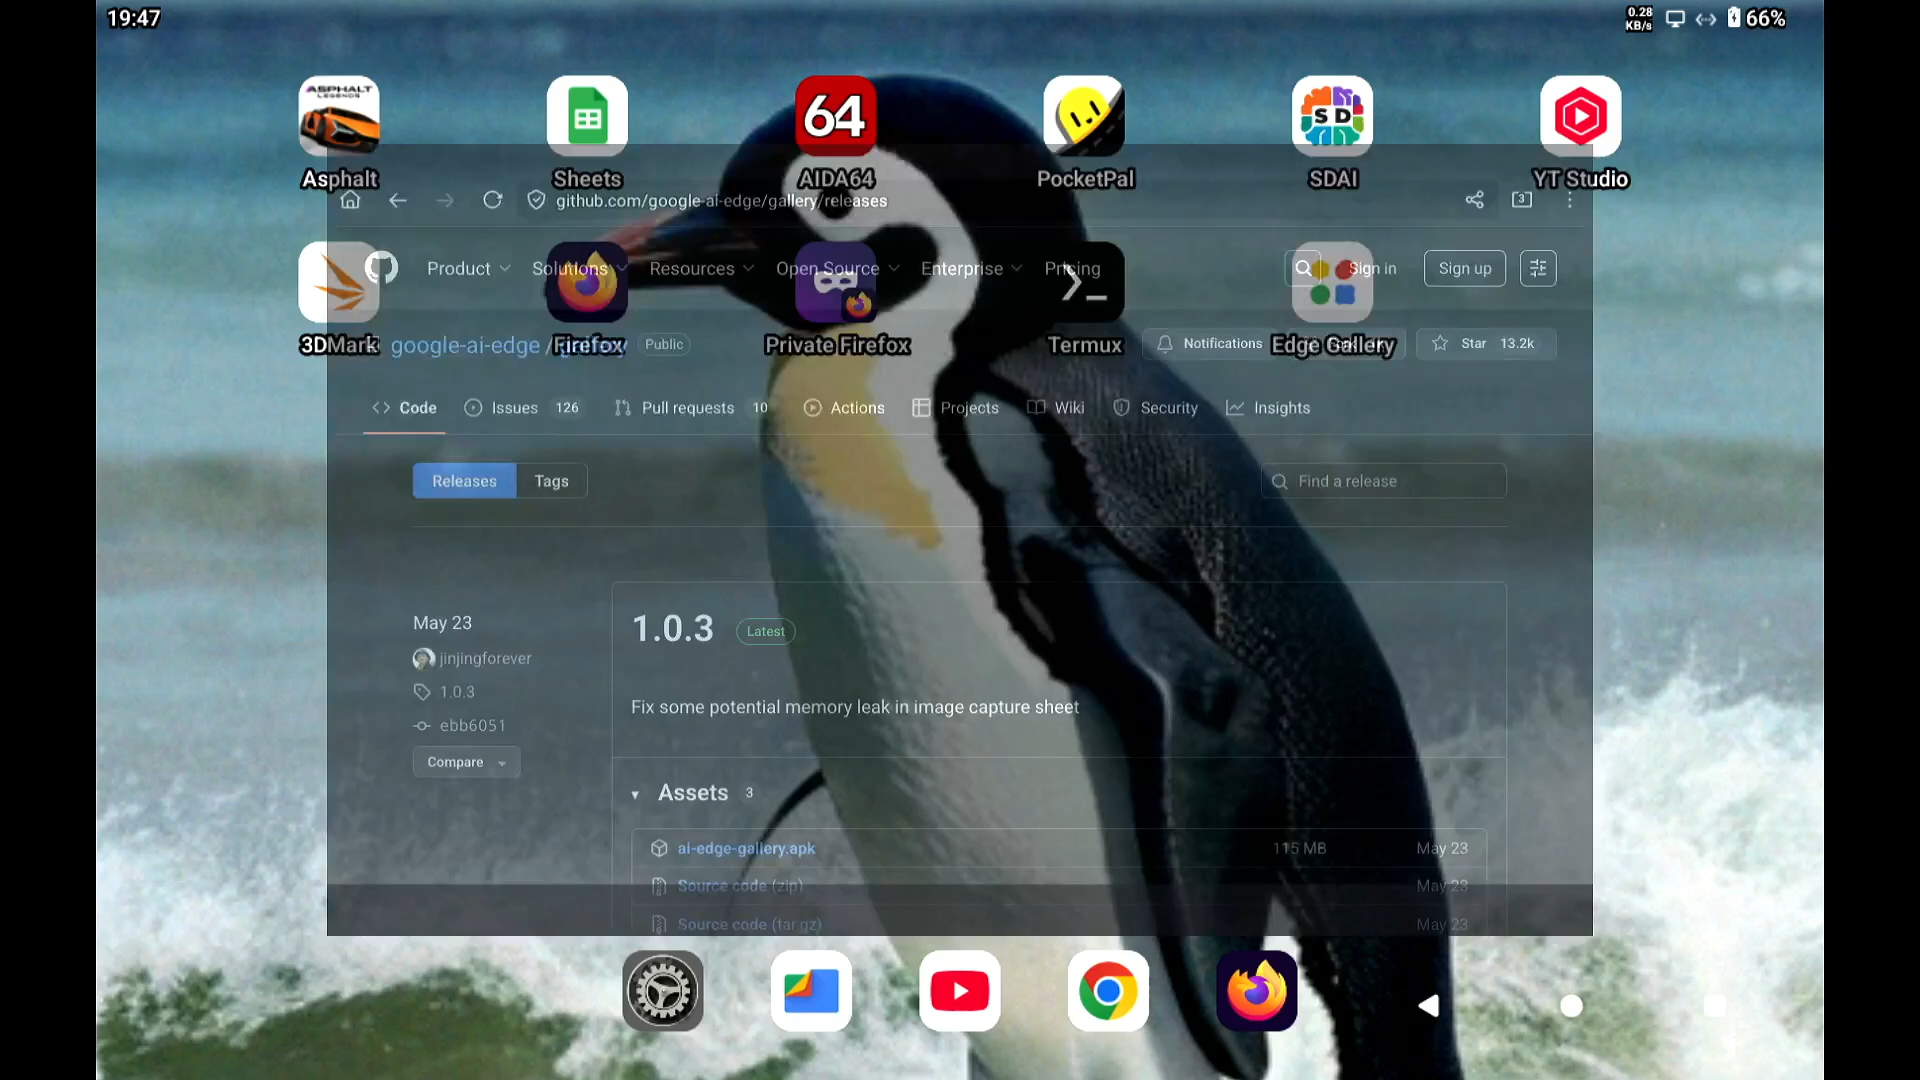 19:47
0.28 KB/s
66%
ASPHALT
LEGENDS
64
S D
Asphalt
Sheets
AIDA64
PocketPal
SDAI
YT Studio
github.com/google-ai-edge/gallery/releases
3
Product
Solutions
Resources
Open Source
Enterprise
Pricing
Sign in
Sign up
3DMark
Firefox
Private Firefox
Termux
Edge Gallery
google-ai-edge /
Public
Notifications
Star 13.2k
Code
Issues 126
Pull requests 10
Actions
Projects
Wiki
Security
Insights
Releases
Tags
Find a release
May 23
jinjingforever
1.0.3
ebb6051
Compare
1.0.3 Latest
Fix some potential memory leak in image capture sheet
Assets 3
ai-edge-gallery.apk 115 MB May 23
Source code (zip) May 23
Source code (tar.gz) May 23